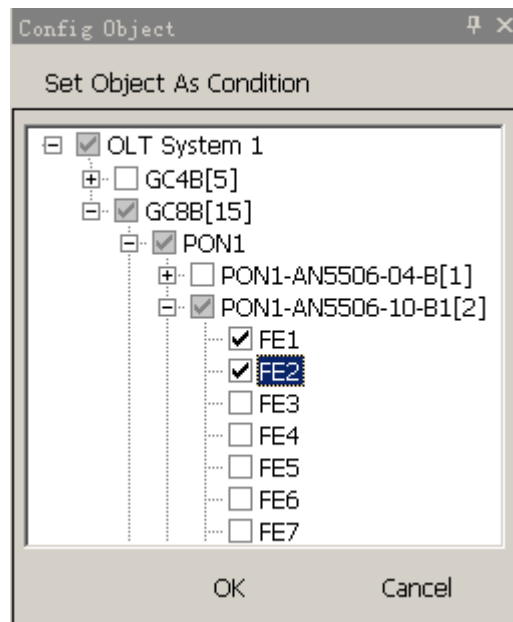 Config Object
Set Object As Condition
OLT System 1
GC4B[5]
GC8B[15]
PON1
PON1-AN5506-04-B[1]
PON1-AN5506-10-B1[2]
FE1
FE2
FE3
FE4
FE5
FE6
FE7
OK Cancel